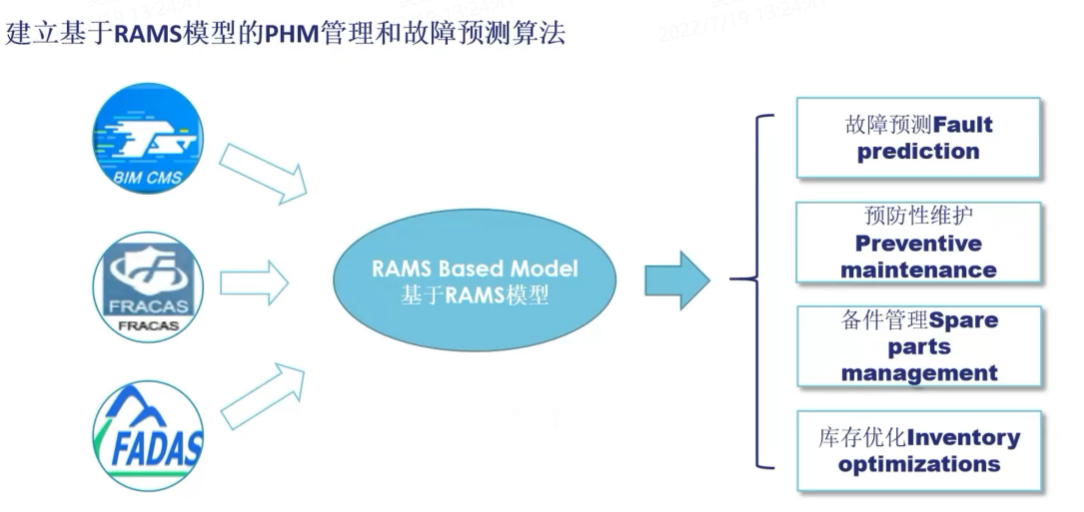 建立基于RAMS模型的PHM管理和故障预测算法
2022/7/19 13:24
BIM CMS
FRACAS
FRACAS
FADAS
RAMS Based Model
基于RAMS模型
故障预测Fault
prediction
预防性维护
Preventive
maintenance
备件管理Spare
parts
management
库存优化Inventory
optimizations